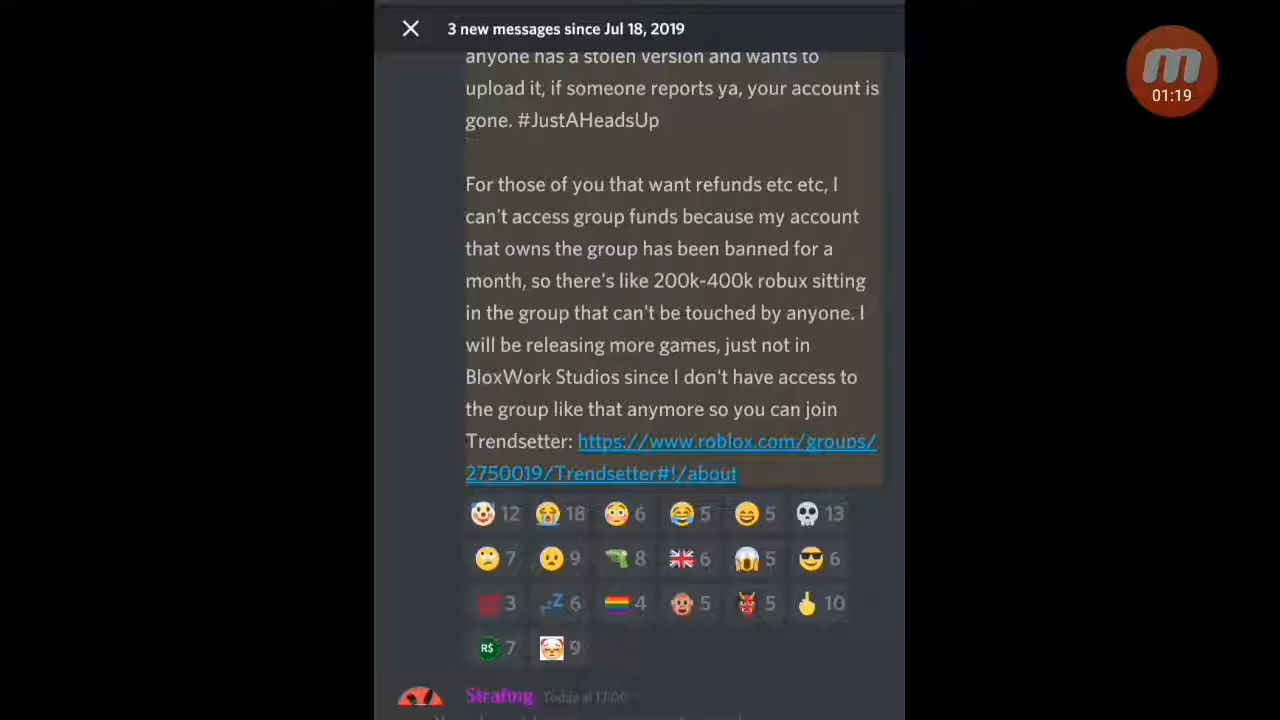 3 new messages since Jul 18, 2019
01:19
anyone has a stolen version and wants to
upload it, if someone reports ya, your account is
gone. #JustAHeadsUp
For those of you that want refunds etc etc, I
can't access group funds because my account
that owns the group has been banned for a
month, so there's like 200k-400k robux sitting
in the group that can't be touched by anyone. I
will be releasing more games, just not in
BloxWork Studios since I don't have access to
the group like that anymore so you can join
Trendsetter: https://www.roblox.com/groups/
2750019/Trendsetter#!/about
12 18 6 5 5 13
7 9 8 6 5 6
3 6 4 5 5 10
R$ 7 9
Strafing Today at 17:00